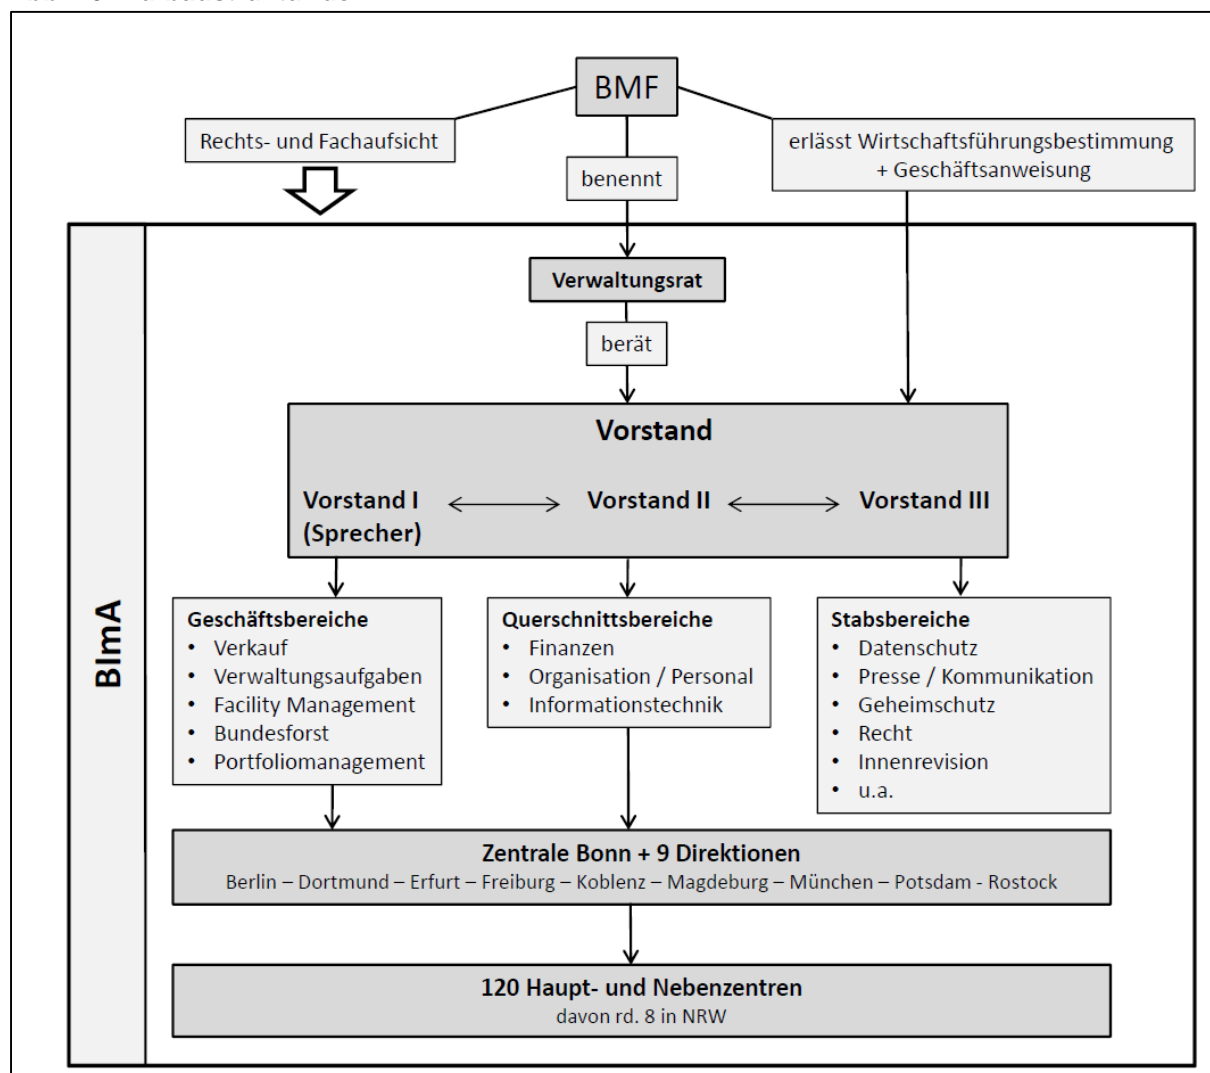 BMF
Rechts- und Fachaufsicht
erlässt Wirtschaftsführungsbestimmung
+ Geschäftsanweisung
benennt
Verwaltungsrat
berät
Vorstand
Vorstand I
(Sprecher)
Vorstand II
Vorstand III
BImA
Geschäftsbereiche
• Verkauf
• Verwaltungsaufgaben
• Facility Management
• Bundesforst
• Portfoliomanagement
Querschnittsbereiche
• Finanzen
• Organisation / Personal
• Informationstechnik
Stabsbereiche
• Datenschutz
• Presse / Kommunikation
• Geheimschutz
• Recht
• Innenrevision
• u.a.
Zentrale Bonn + 9 Direktionen
Berlin – Dortmund – Erfurt – Freiburg – Koblenz – Magdeburg – München – Potsdam - Rostock
120 Haupt- und Nebenzentren
davon rd. 8 in NRW